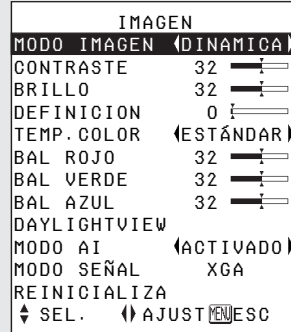 IMAGEN
MODO IMAGEN DINAMICA
CONTRASTE 32
BRILLO 32
DEFINICION 0
TEMP.COLOR ESTÁNDAR
BAL ROJO 32
BAL VERDE 32
BAL AZUL 32
DAYLIGHTVIEW
MODO AI ACTIVADO
MODO SEÑAL XGA
REINICIALIZA
SEL. AJUST MENU ESC